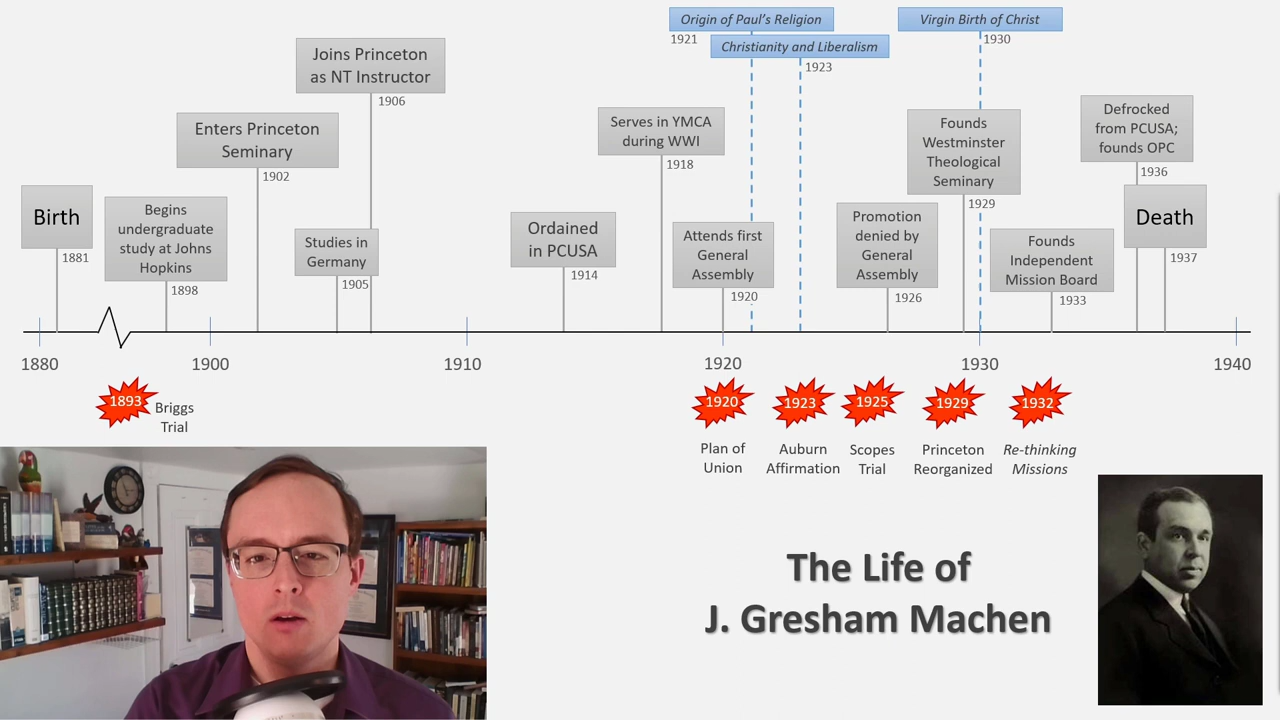 Origin of Paul's Religion
1921
Christianity and Liberalism
1923
Virgin Birth of Christ
1930
Birth
1881
Begins
undergraduate
study at Johns
Hopkins
1898
Enters Princeton
Seminary
1902
Studies in
Germany
1905
Joins Princeton
as NT Instructor
1906
Ordained
in PCUSA
1914
Serves in YMCA
during WWI
1918
Attends first
General
Assembly
1920
Promotion
denied by
General
Assembly
1926
Founds
Westminster
Theological
Seminary
1929
Founds
Independent
Mission Board
1933
Defrocked
from PCUSA;
founds OPC
1936
Death
1937
1880
1900
1910
1920
1930
1940
1893
Briggs
Trial
1920
Plan of
Union
1923
Auburn
Affirmation
1925
Scopes
Trial
1929
Princeton
Reorganized
1932
Re-thinking
Missions
The Life of
J. Gresham Machen